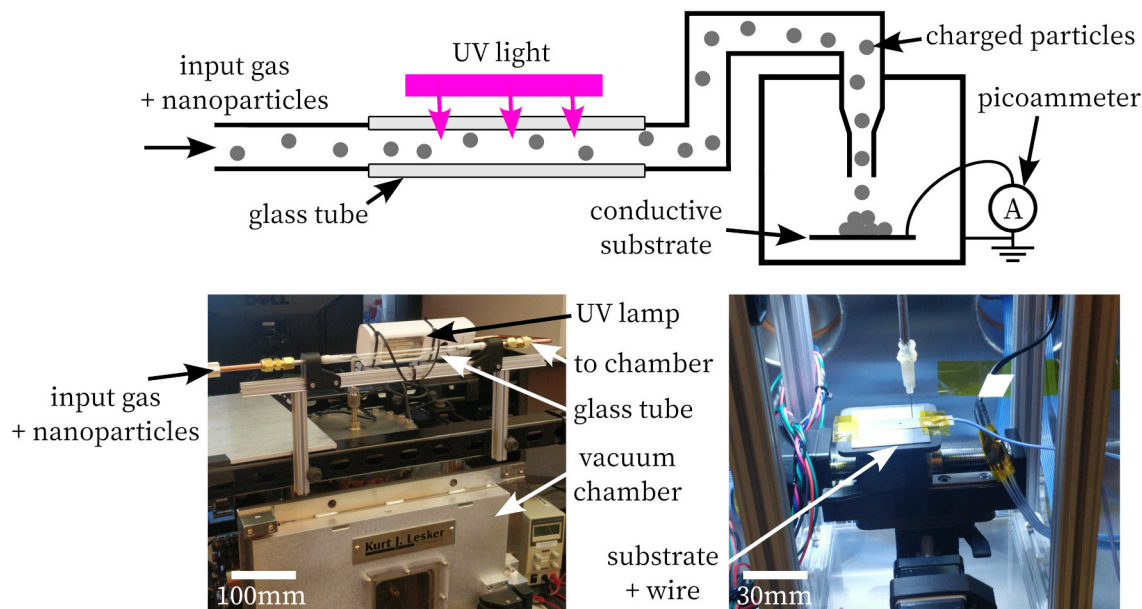 UV light
charged particles
input gas
+ nanoparticles
picoammeter
A
glass tube
conductive
substrate
DELL
UV lamp
to chamber
glass tube
input gas
+ nanoparticles
vacuum
chamber
Kurt J. Lesker
substrate
+ wire
100mm
30mm